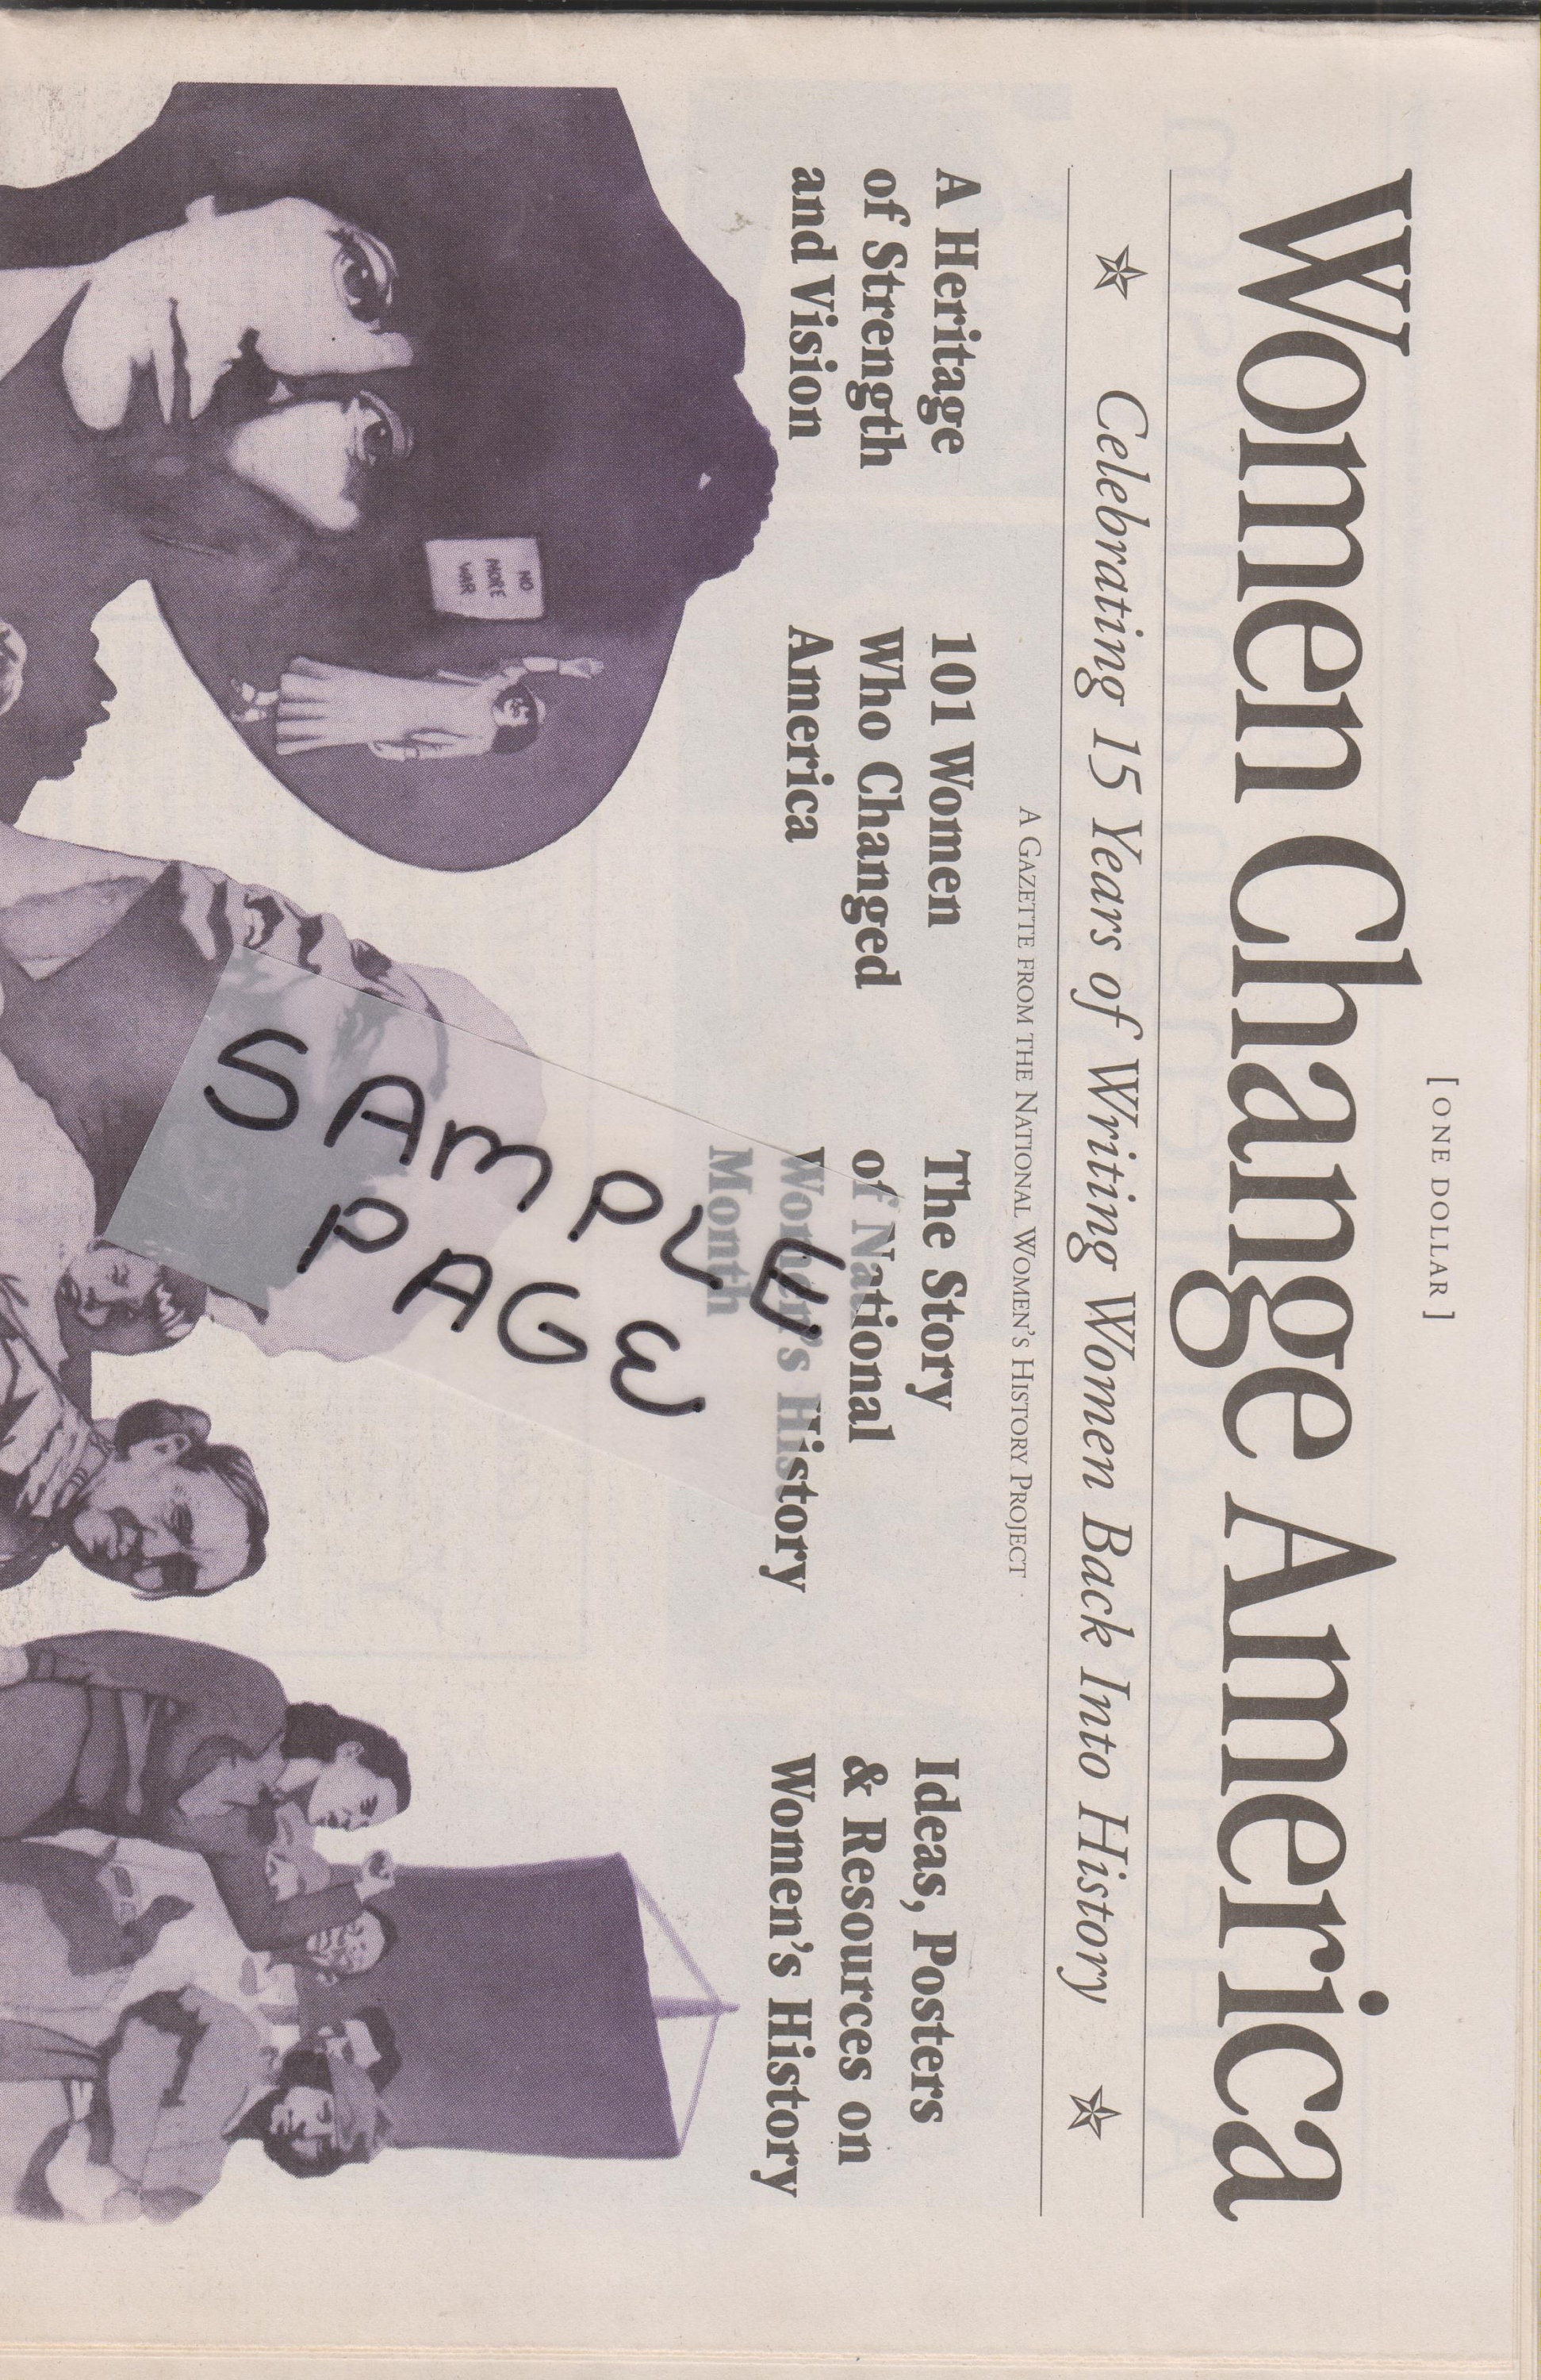 [ONE DOLLAR]
Women Change America
Celebrating 15 Years of Writing Women Back Into History
A GAZETTE FROM THE NATIONAL WOMEN'S HISTORY PROJECT
A Heritage
of Strength
and Vision
101 Women
Who Changed
America
The Story
of National
Women's History
Month
Ideas, Posters
& Resources on
Women's History
NO
MORE
WAR
SAMPLE
PAGE